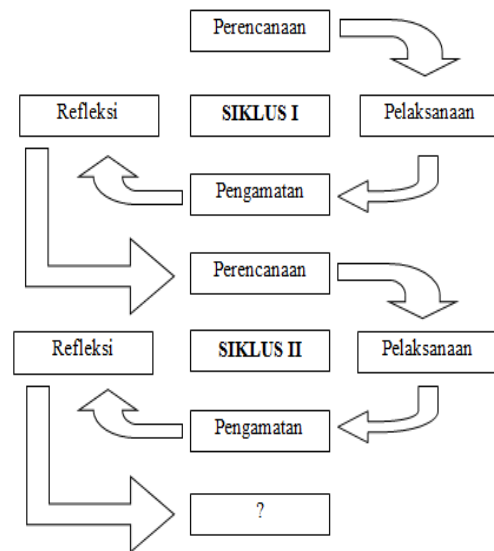 Perencanaan
Refleksi
SIKLUS I
Pelaksanaan
Pengamatan
Perencanaan
Refleksi
SIKLUS II
Pelaksanaan
Pengamatan
?